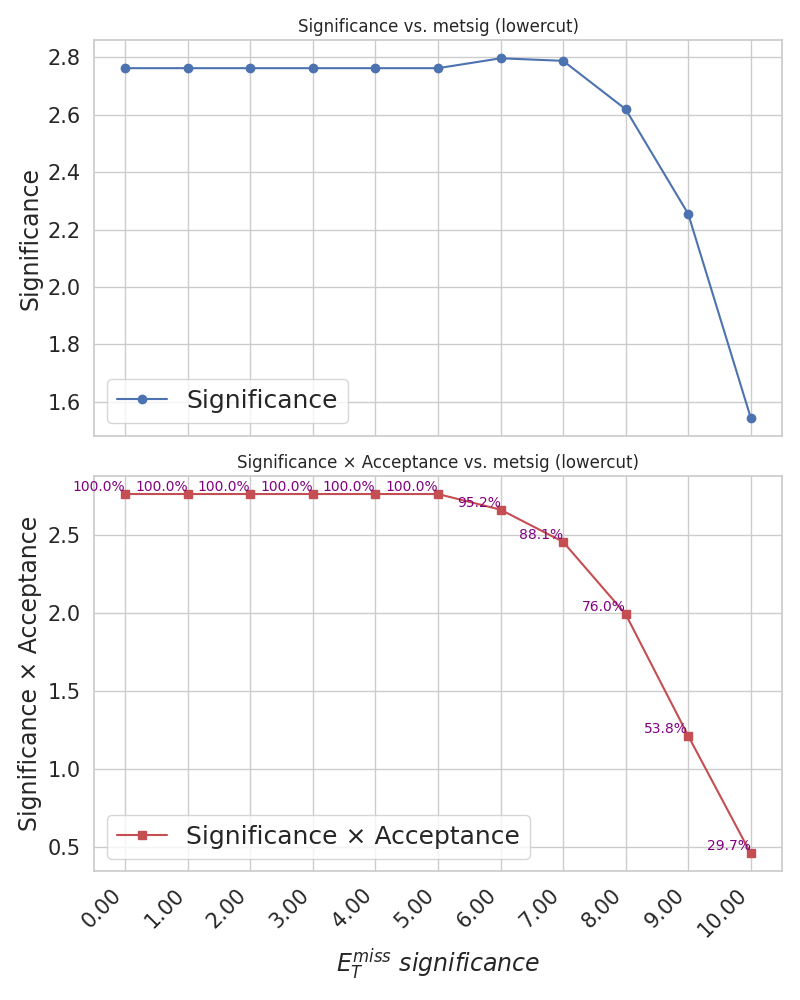 Significance vs. metsig (lowercut)
2.8
2.6
2.4
2.2
2.0
1.8
1.6
Significance
Significance
Significance × Acceptance vs. metsig (lowercut)
100.0% 100.0% 100.0% 100.0% 100.0% 100.0%
95.2%
88.1%
76.0%
53.8%
29.7%
2.5
2.0
1.5
1.0
0.5
Significance × Acceptance
Significance × Acceptance
0.00 1.00 2.00 3.00 4.00 5.00 6.00 7.00 8.00 9.00 10.00
$E_T^{miss}$ significance